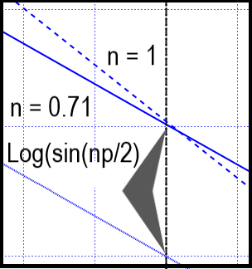 n = 1
n = 0.71
Log(sin(np/2)